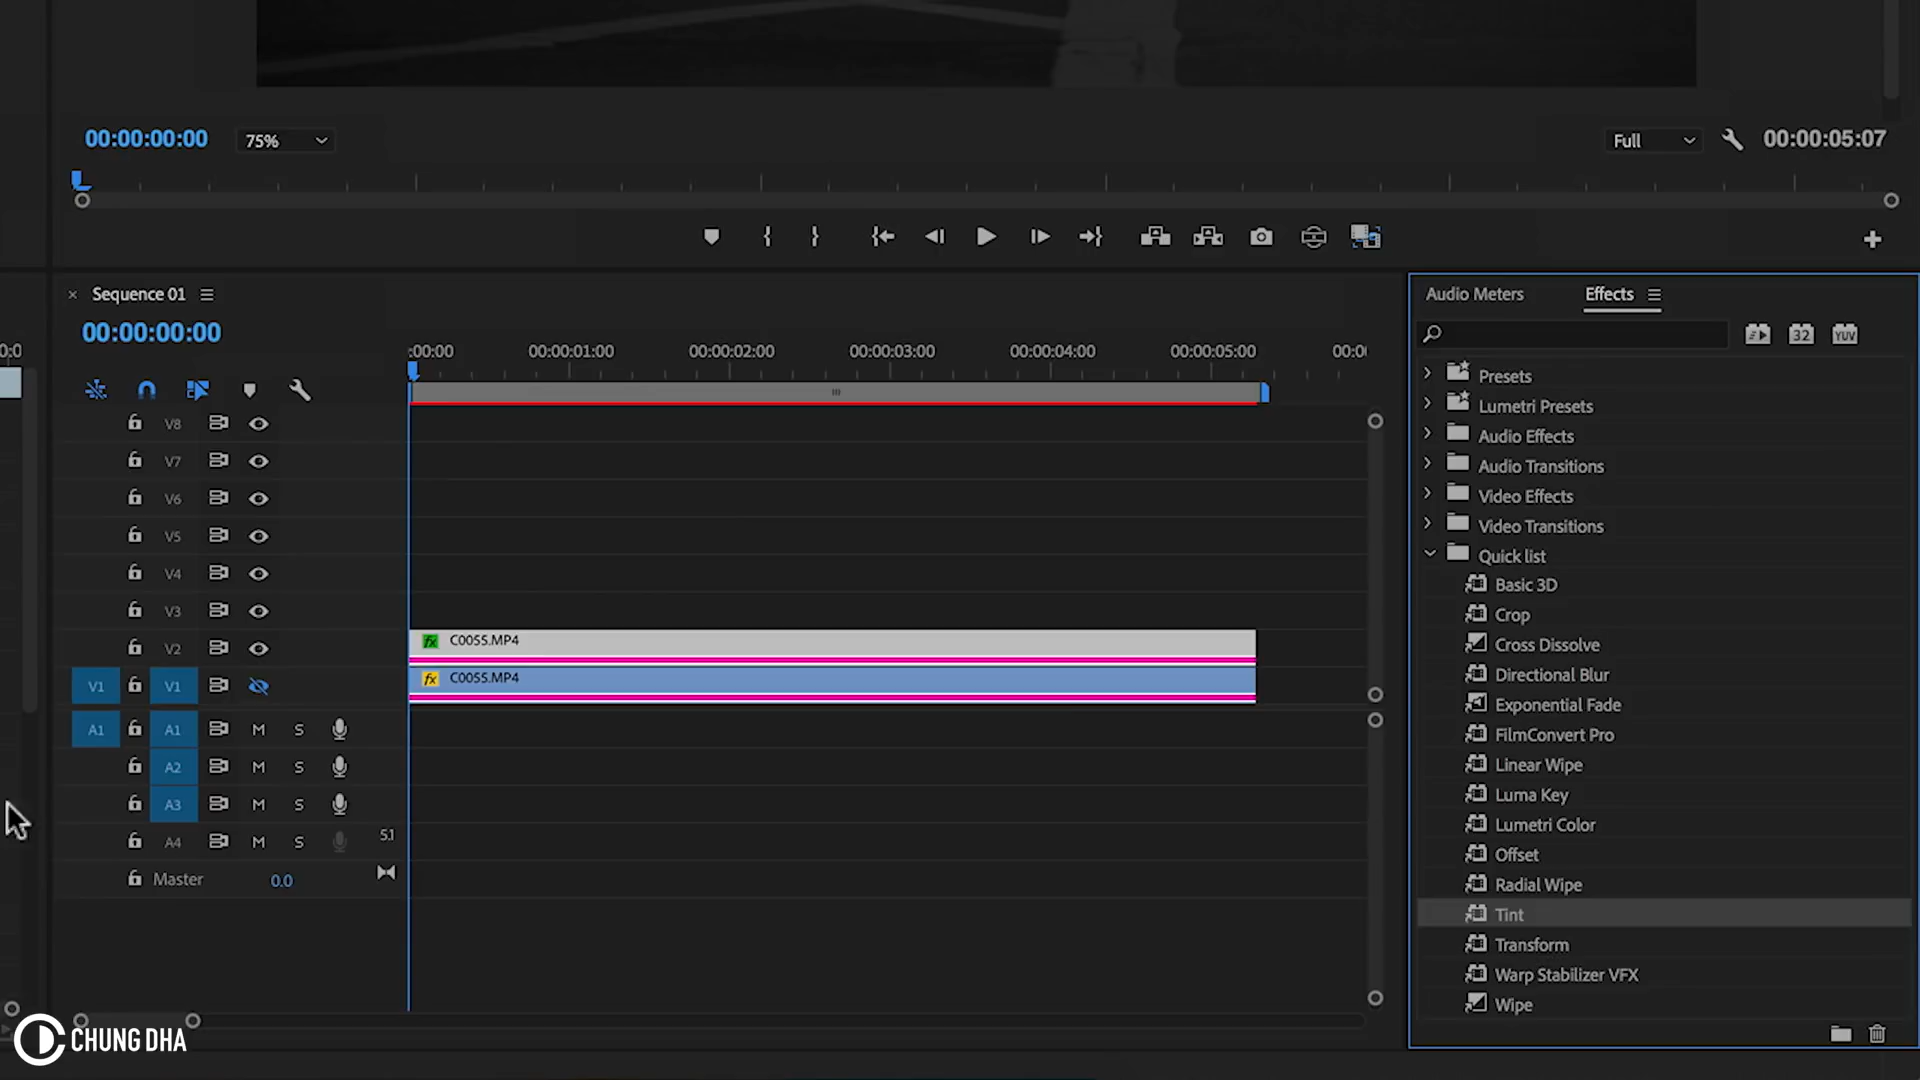 00:00:00:00 75% Full 00:00:05:07
Sequence 01
00:00:00:00
:00:00 00:00:01:00 00:00:02:00 00:00:03:00 00:00:04:00 00:00:05:00
V8
V7
V6
V5
V4
V3
V2 fx C0055.MP4
V1 V1 fx C0055.MP4
A1 A1 M S
A2 M S
A3 M S
A4 M S 5.1
Master 0.0
Audio Meters Effects
32 YUV
Presets
Lumetri Presets
Audio Effects
Audio Transitions
Video Effects
Video Transitions
Quick list
Basic 3D
Crop
Cross Dissolve
Directional Blur
Exponential Fade
FilmConvert Pro
Linear Wipe
Luma Key
Lumetri Color
Offset
Radial Wipe
Tint
Transform
Warp Stabilizer VFX
Wipe
CHUNG DHA